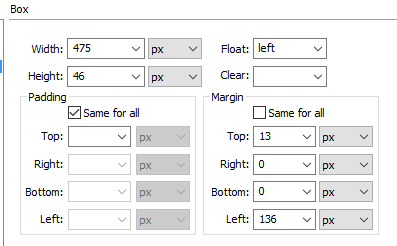 Box
Width: 475 px Float: left
Height: 46 px Clear:
Padding Margin
Same for all Same for all
Top: px Top: 13 px
Right: px Right: 0 px
Bottom: px Bottom: 0 px
Left: px Left: 136 px